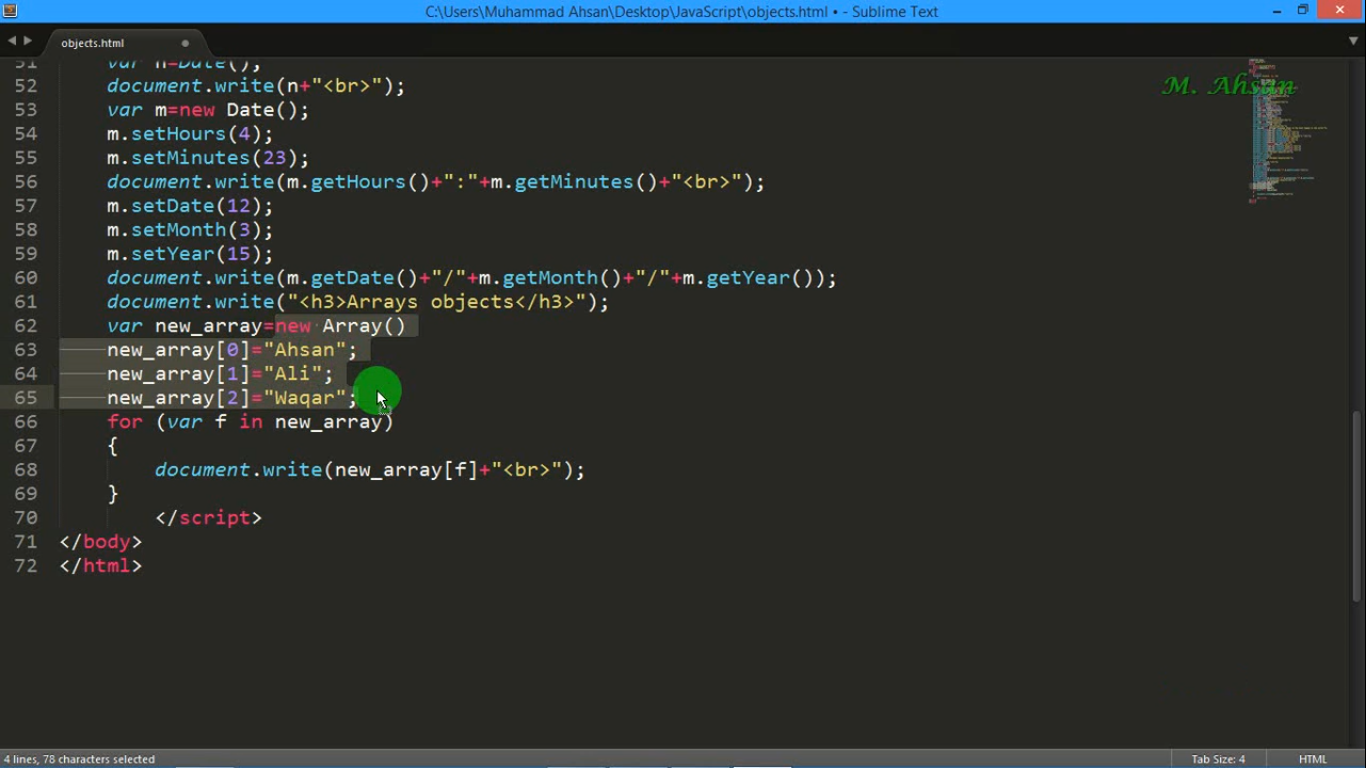 C:\Users\Muhammad Ahsan\Desktop\JavaScript\objects.html • - Sublime Text
objects.html
M. Ahsan
51 var n=Date();
52 document.write(n+"<br>");
53 var m=new Date();
54 m.setHours(4);
55 m.setMinutes(23);
56 document.write(m.getHours()+":"+m.getMinutes()+"<br>");
57 m.setDate(12);
58 m.setMonth(3);
59 m.setYear(15);
60 document.write(m.getDate()+"/"+m.getMonth()+"/"+m.getYear());
61 document.write("<h3>Arrays objects</h3>");
62 var new_array=new Array()
63 new_array[0]="Ahsan";
64 new_array[1]="Ali";
65 new_array[2]="Waqar";
66 for (var f in new_array)
67 {
68 document.write(new_array[f]+"<br>");
69 }
70 </script>
71 </body>
72 </html>
4 lines, 78 characters selected
Tab Size: 4
HTML